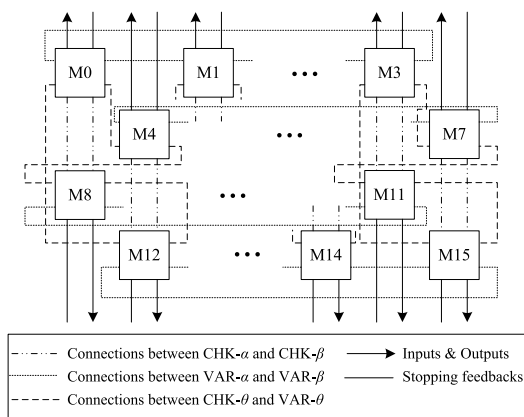 M0 M1 ••• M3
M4 ••• M7
M8 ••• M11
M12 ••• M14 M15
Connections between CHK-α and CHK-β
Inputs & Outputs
Connections between VAR-α and VAR-β
Stopping feedbacks
Connections between CHK-θ and VAR-θ